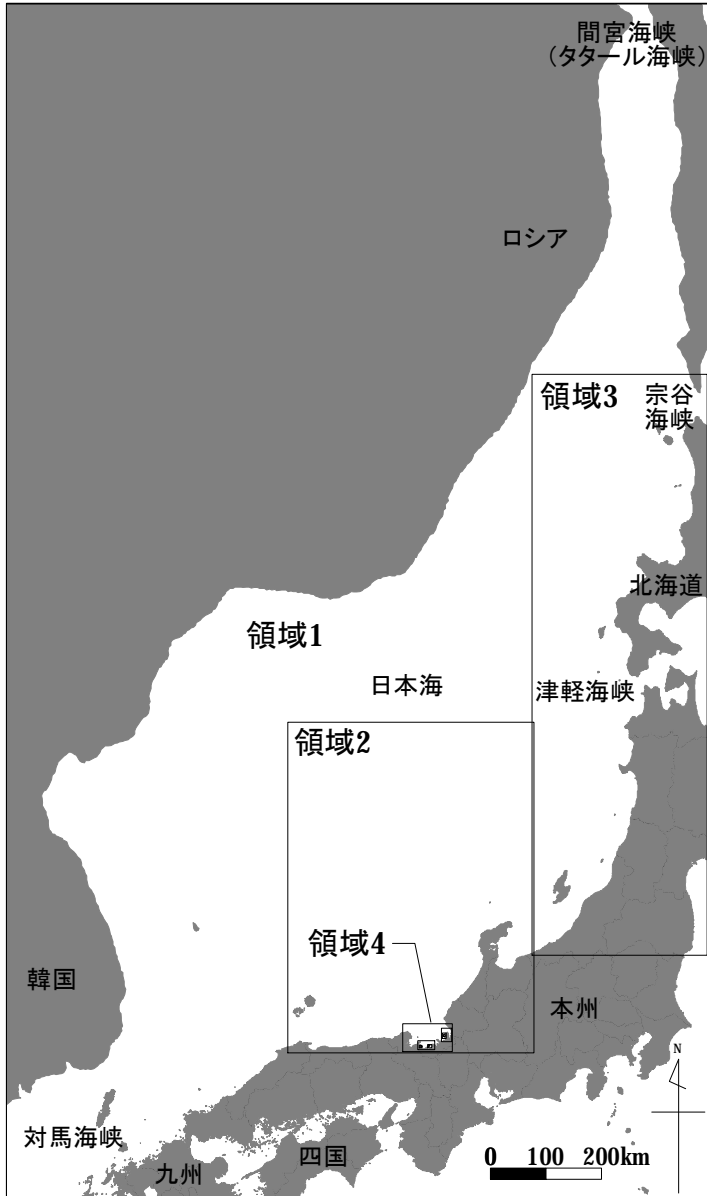 間宮海峡
（タタール海峡）
ロシア
領域3
宗谷
海峡
北海道
領域1
日本海
津軽海峡
領域2
領域4
韓国
本州
N
対馬海峡
四国
九州
0 100 200km